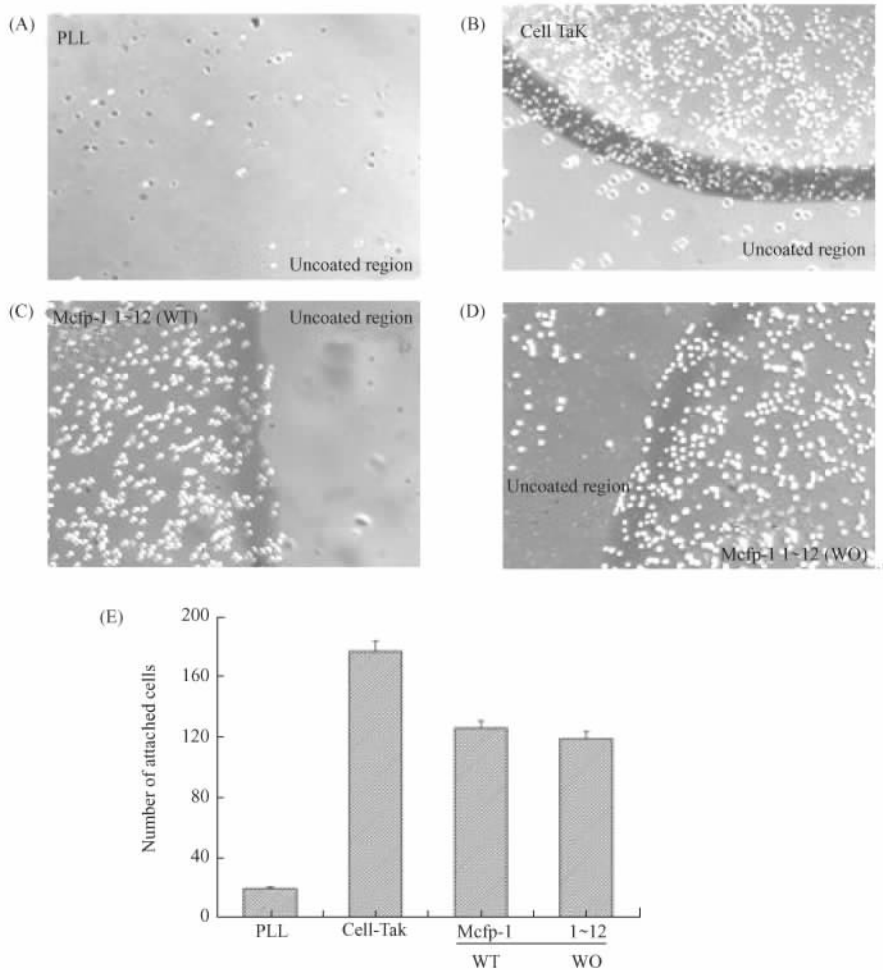 (A)
PLL
Uncoated region
(B)
Cell TaK
Uncoated region
(C)
Mcfp-1 1~12 (WT)
Uncoated region
(D)
Uncoated region
Mcfp-1 1~12 (WO)
(E)
Number of attached cells
200
160
120
80
40
0
PLL
Cell-Tak
Mcfp-1
1~12
WT
WO